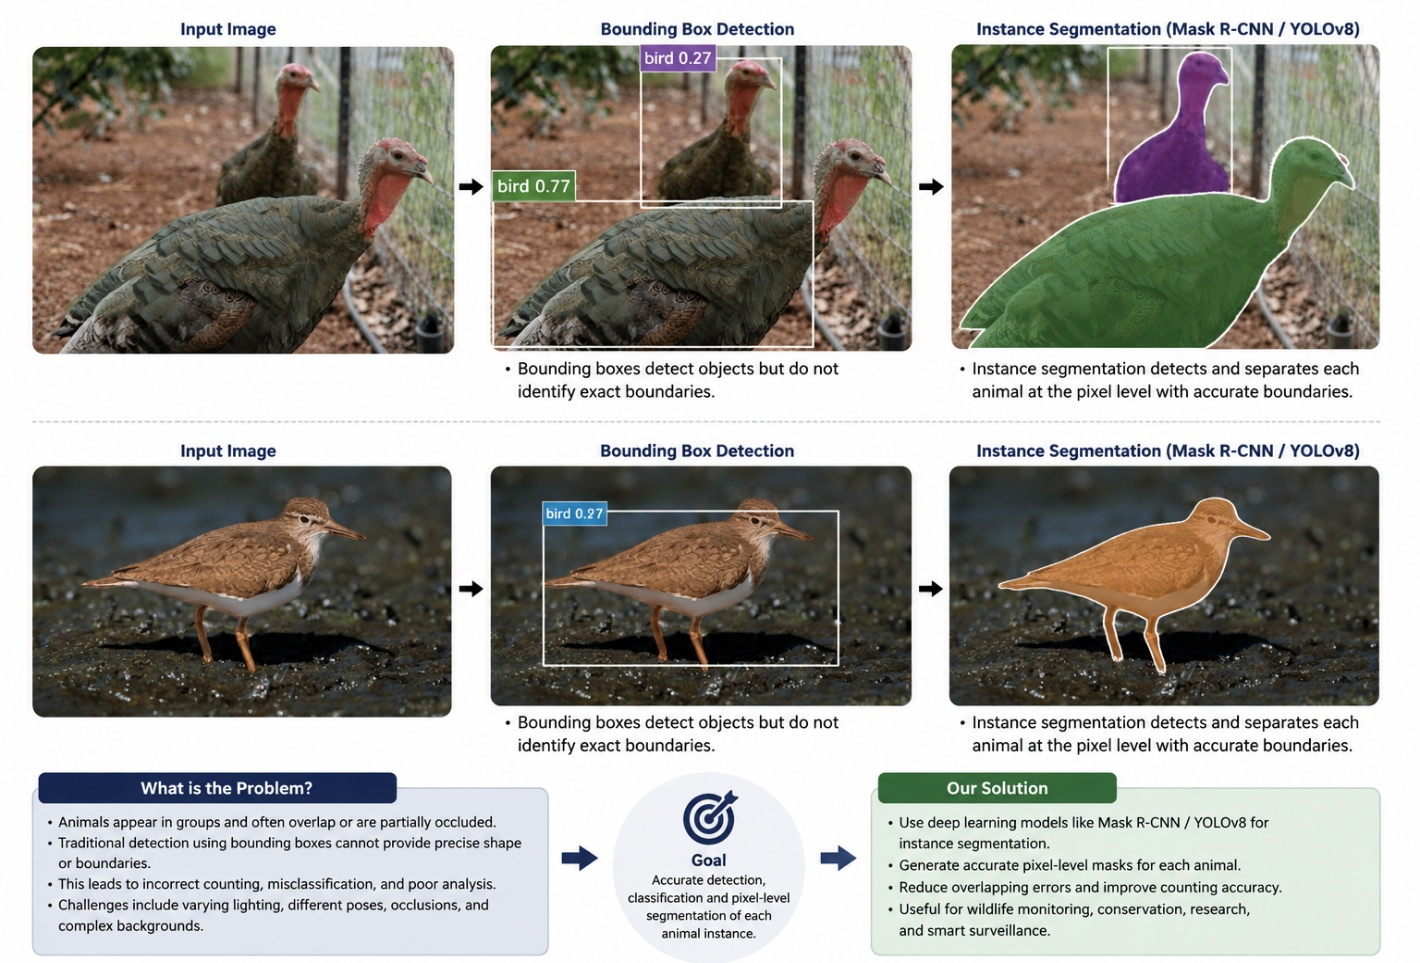 Input Image
Bounding Box Detection
Instance Segmentation (Mask R-CNN / YOLOv8)
bird 0.27
bird 0.77
• Bounding boxes detect objects but do not
identify exact boundaries.
• Instance segmentation detects and separates each
animal at the pixel level with accurate boundaries.
Input Image
Bounding Box Detection
Instance Segmentation (Mask R-CNN / YOLOv8)
bird 0.27
• Bounding boxes detect objects but do not
identify exact boundaries.
• Instance segmentation detects and separates each
animal at the pixel level with accurate boundaries.
What is the Problem?
• Animals appear in groups and often overlap or are partially occluded.
• Traditional detection using bounding boxes cannot provide precise shape
or boundaries.
• This leads to incorrect counting, misclassification, and poor analysis.
• Challenges include varying lighting, different poses, occlusions, and
complex backgrounds.
Goal
Accurate detection,
classification and pixel-level
segmentation of each
animal instance.
Our Solution
• Use deep learning models like Mask R-CNN / YOLOv8 for
instance segmentation.
• Generate accurate pixel-level masks for each animal.
• Reduce overlapping errors and improve counting accuracy.
• Useful for wildlife monitoring, conservation, research,
and smart surveillance.